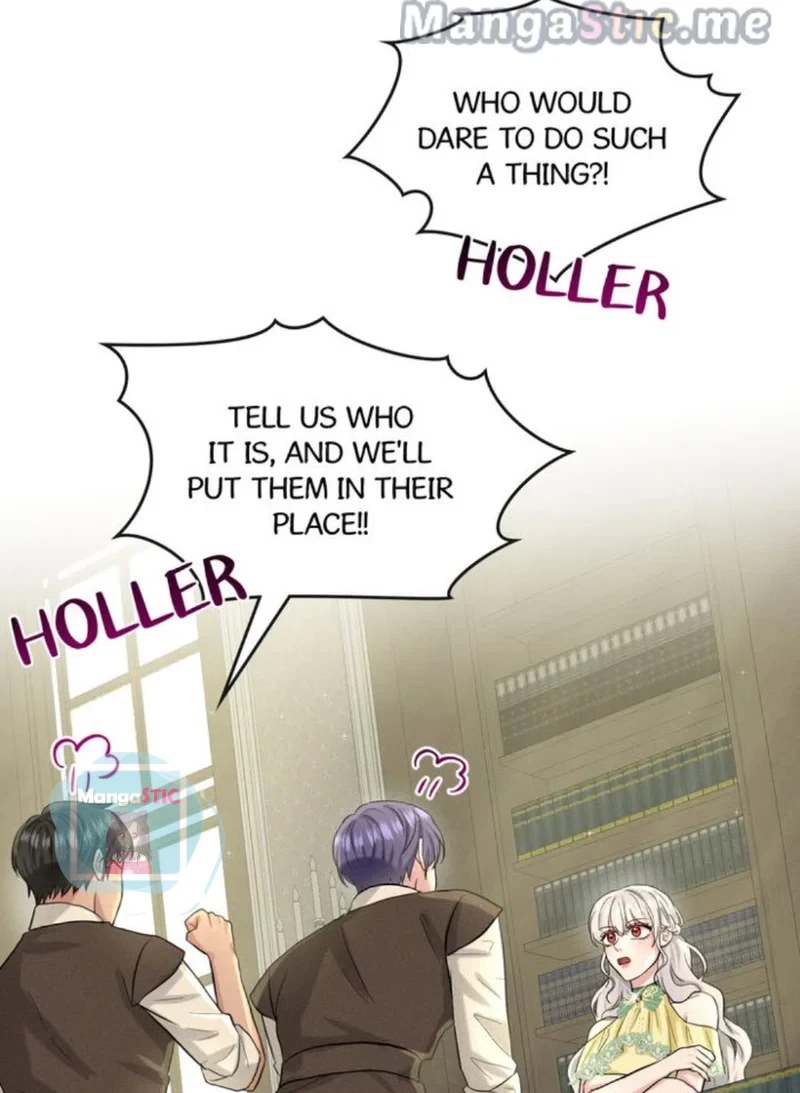 MangaStic.me
WHO WOULD
DARE TO DO SUCH
A THING?!
HOLLER
TELL US WHO
IT IS, AND WE'LL
PUT THEM IN THEIR
PLACE!!
HOLLER
MangaSTIC